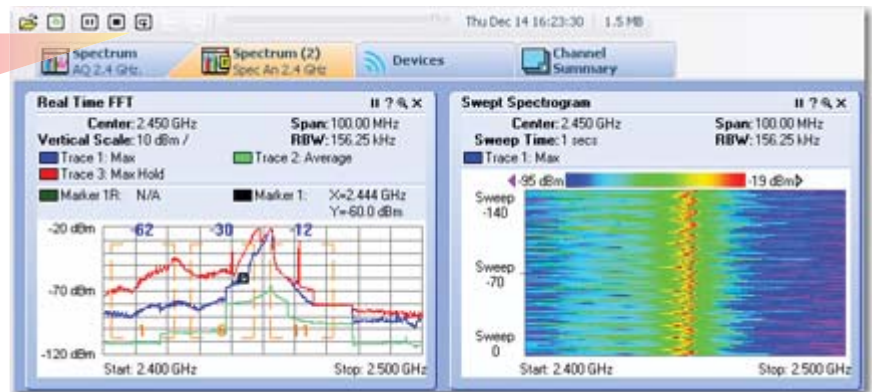 Thu Dec 14 16:23:30 1.5 MB
Spectrum
AQ 2.4 GHz.
Spectrum (2)
Spec An 2.4 GHz
Devices
Channel
Summary
Real Time FFT
Center: 2.450 GHz Span: 100.00 MHz
Vertical Scale: 10 dBm / RBW: 156.25 kHz
Trace 1: Max Trace 2: Average
Trace 3: Max Hold
Marker 1R: N/A Marker 1: X=2.444 GHz
Y=-60.0 dBm
-20 dBm -62 -30 -12
-70 dBm
1 6 11
-120 dBm
Start: 2.400 GHz Stop: 2.500 GHz
Swept Spectrogram
Center: 2.450 GHz Span: 100.00 MHz
Sweep Time: 1 secs RBW: 156.25 kHz
Trace 1: Max
-95 dBm -19 dBm
Sweep
-140
Sweep
-70
Sweep
0
Start: 2.400 GHz Stop: 2.500 GHz